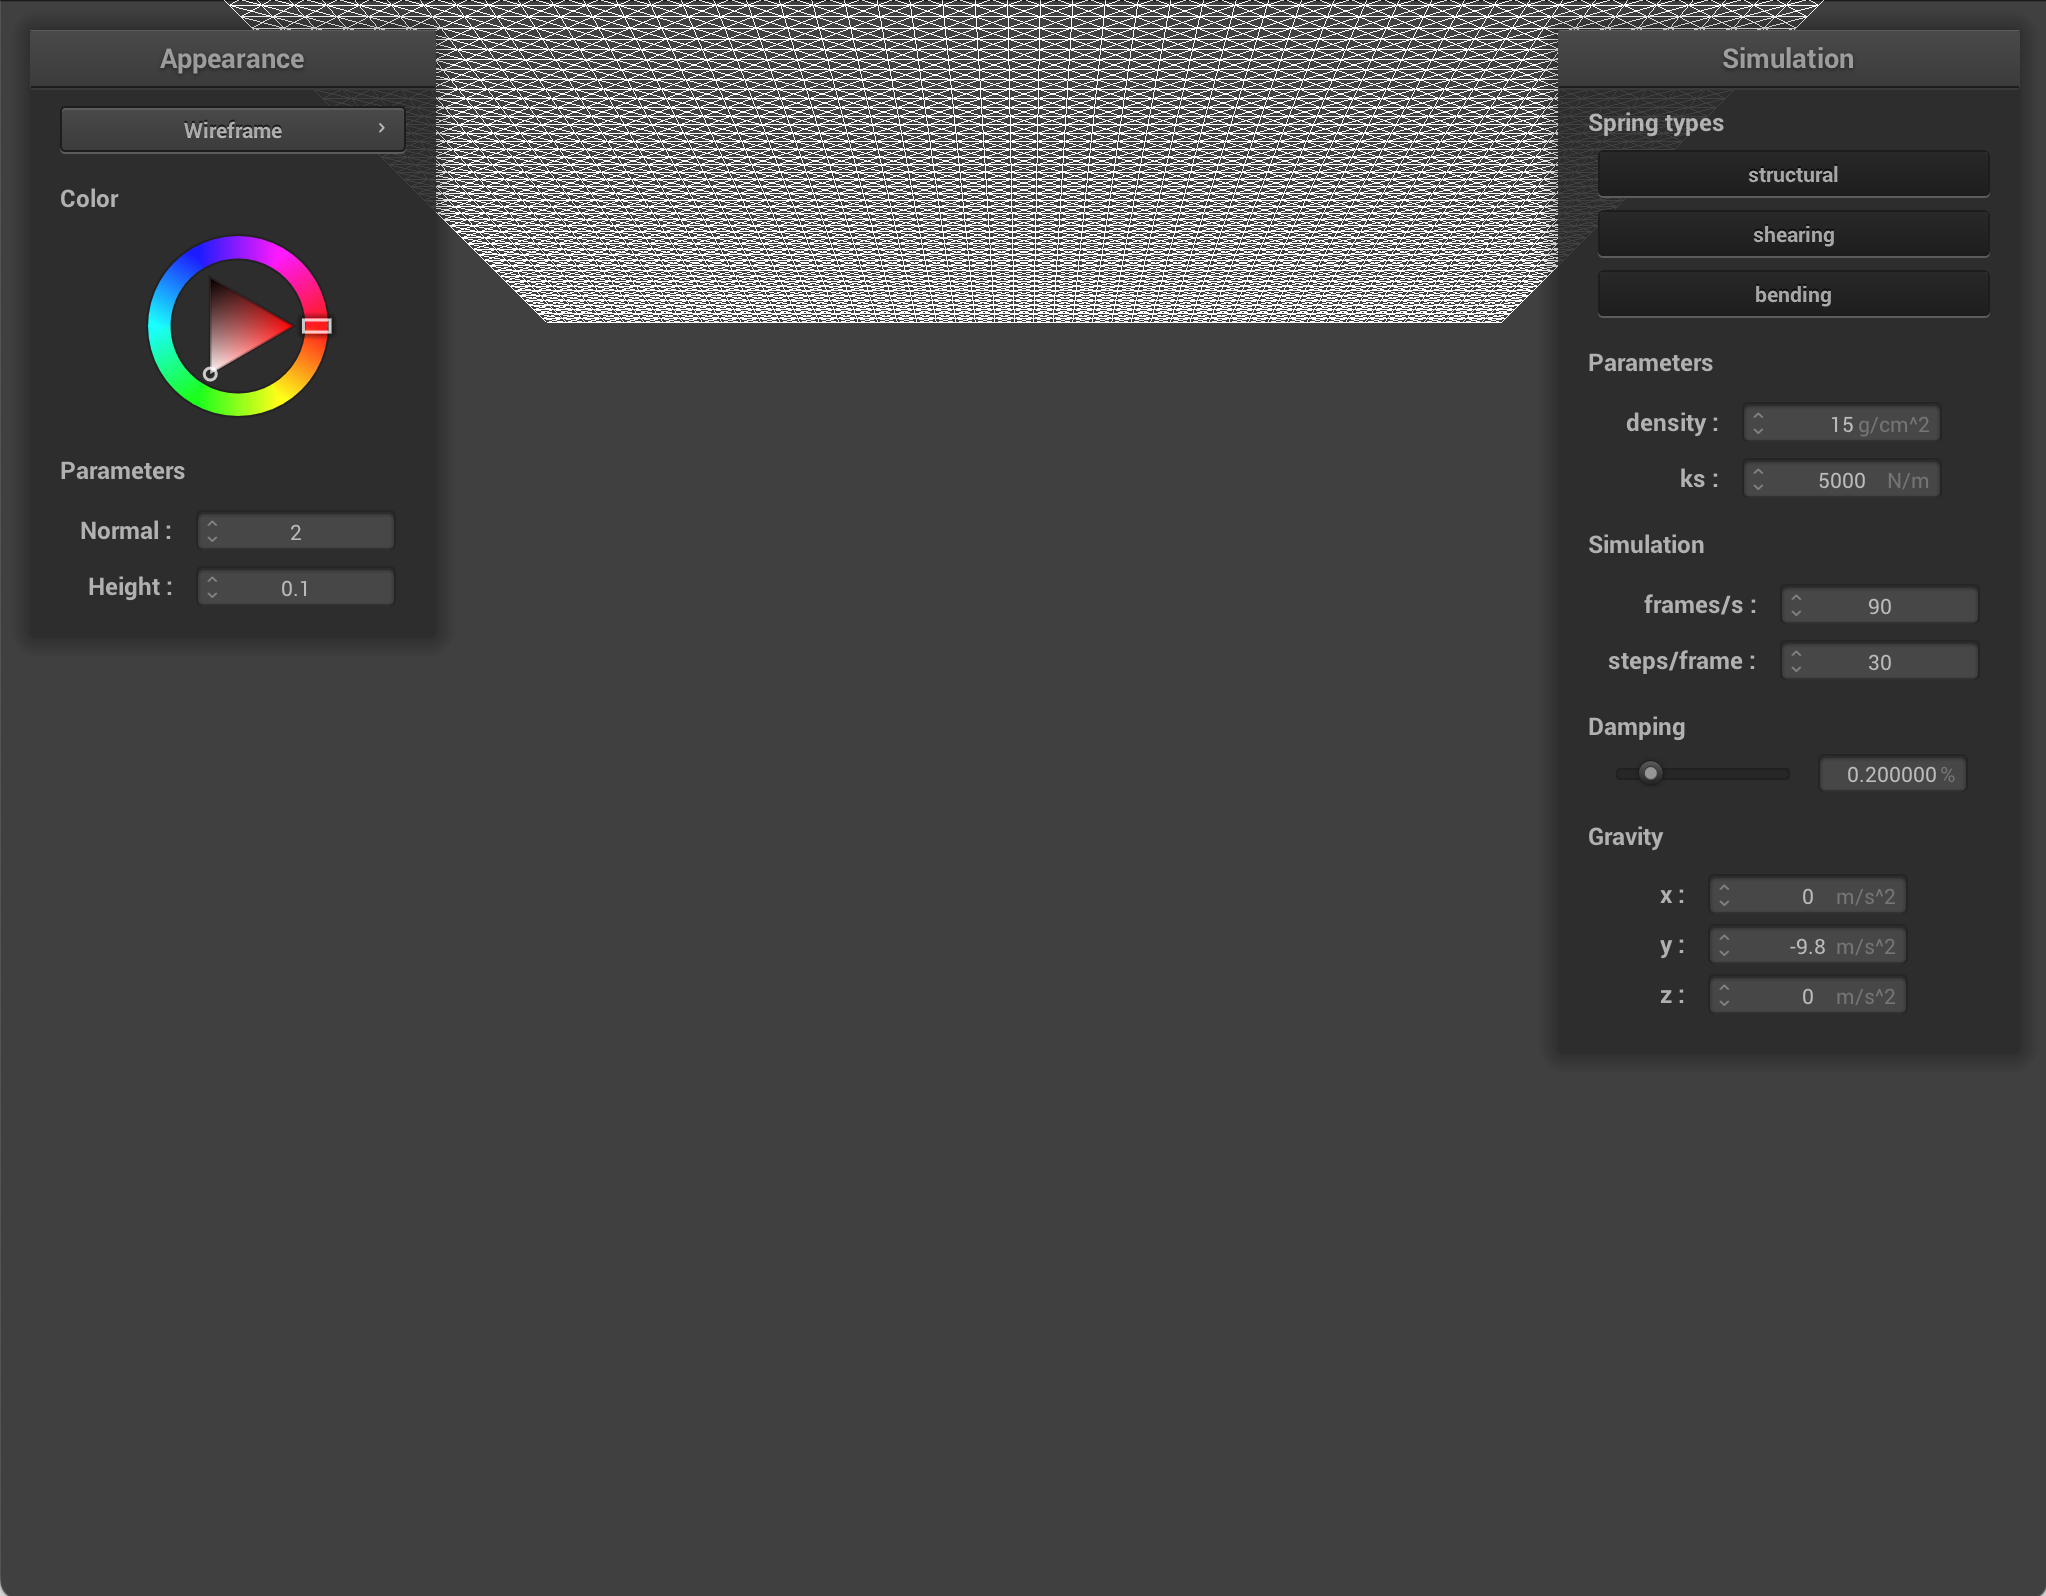 Appearance
Wireframe
Color
Parameters
Normal : 2
Height : 0.1
Simulation
Spring types
structural
shearing
bending
Parameters
density : 15 g/cm^2
ks : 5000 N/m
Simulation
frames/s : 90
steps/frame : 30
Damping
0.200000 %
Gravity
x : 0 m/s^2
y : -9.8 m/s^2
z : 0 m/s^2